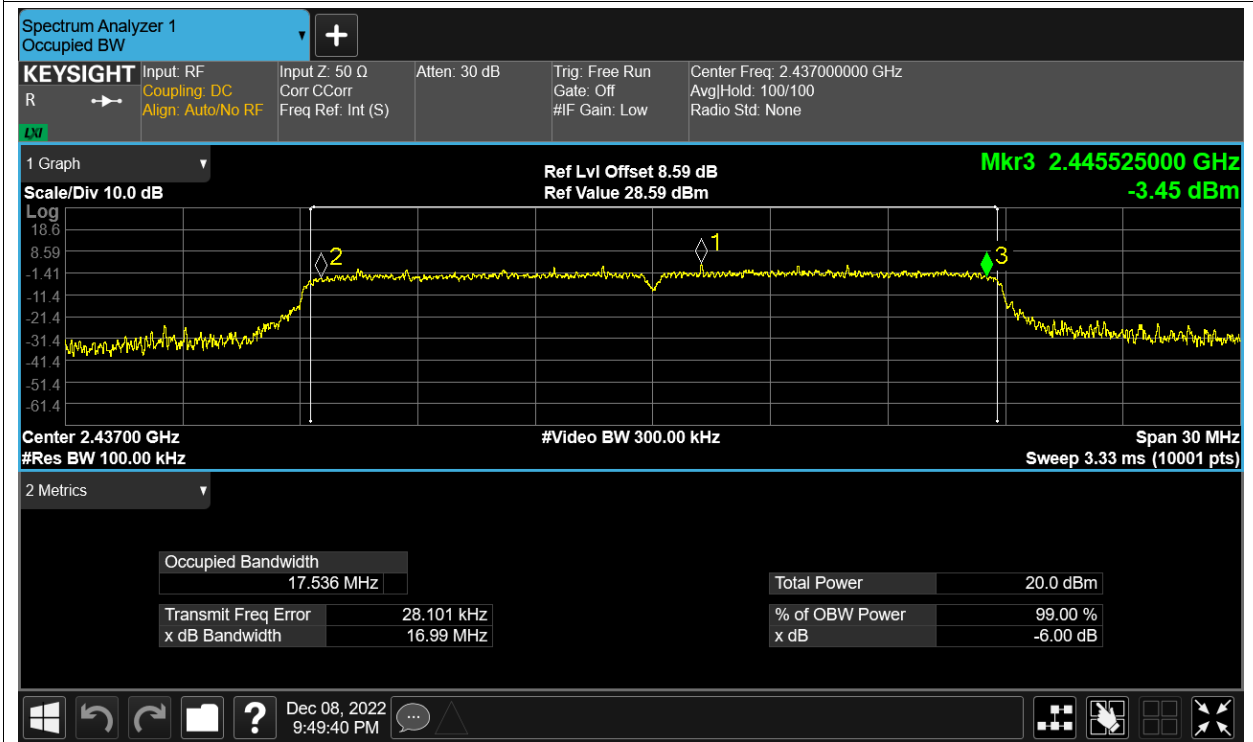 Spectrum Analyzer 1
Occupied BW
KEYSIGHT
R
LXI
Input: RF
Coupling: DC
Align: Auto/No RF
Input Z: 50 Ω
Corr CCorr
Freq Ref: Int (S)
Atten: 30 dB
Trig: Free Run
Gate: Off
#IF Gain: Low
Center Freq: 2.437000000 GHz
Avg|Hold: 100/100
Radio Std: None
1 Graph
Scale/Div 10.0 dB
Ref Lvl Offset 8.59 dB
Ref Value 28.59 dBm
Mkr3 2.445525000 GHz
-3.45 dBm
Log
18.6
8.59
-1.41
-11.4
-21.4
-31.4
-41.4
-51.4
-61.4
2
1
3
Center 2.43700 GHz
#Video BW 300.00 kHz
Span 30 MHz
#Res BW 100.00 kHz
Sweep 3.33 ms (10001 pts)
2 Metrics
Occupied Bandwidth
17.536 MHz
Total Power 20.0 dBm
Transmit Freq Error 28.101 kHz
% of OBW Power 99.00 %
x dB Bandwidth 16.99 MHz
x dB -6.00 dB
?
Dec 08, 2022
9:49:40 PM